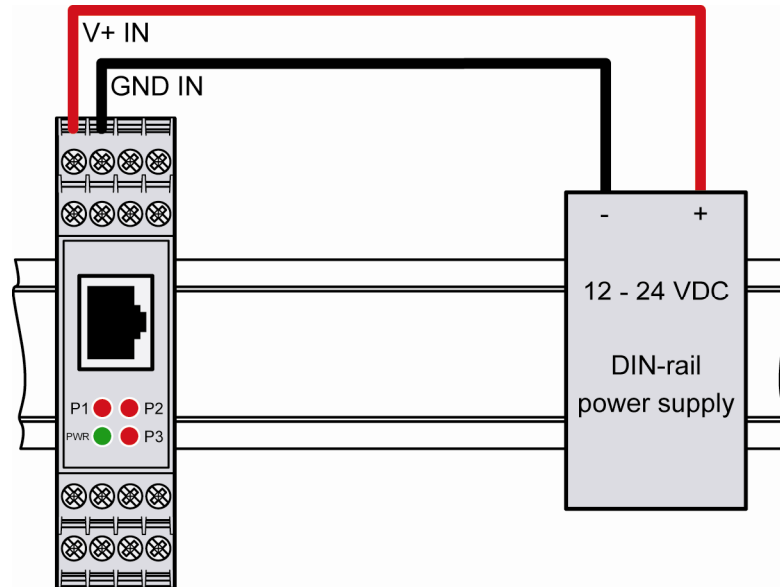 V+ IN
GND IN
- +
12 - 24 VDC
DIN-rail
power supply
P1 P2
PWR P3